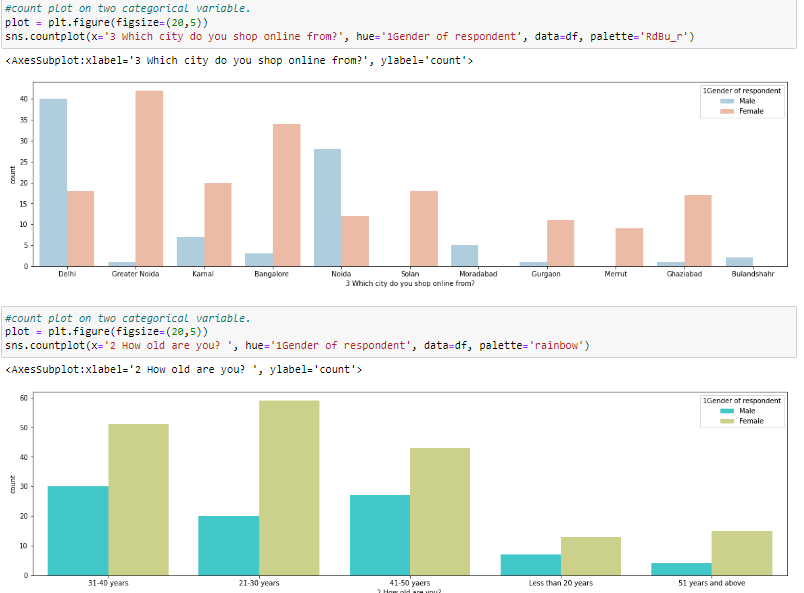 #count plot on two categorical variable.
plot = plt.figure(figsize=(20,5))
sns.countplot(x='3 Which city do you shop online from?', hue='1Gender of respondent', data=df, palette='RdBu_r')
<AxesSubplot:xlabel='3 Which city do you shop online from?', ylabel='count'>
1Gender of respondent
Male
Female
40
35
30
25
20
15
10
5
0
count
Delhi Greater Noida Karnal Bangalore Noida Solan Moradabad Gurgaon Merrut Ghaziabad Bulandshahr
3 Which city do you shop online from?
#count plot on two categorical variable.
plot = plt.figure(figsize=(20,5))
sns.countplot(x='2 How old are you? ', hue='1Gender of respondent', data=df, palette='rainbow')
<AxesSubplot:xlabel='2 How old are you? ', ylabel='count'>
1Gender of respondent
Male
Female
60
50
40
30
20
10
0
count
31-40 years 21-30 years 41-50 yaers Less than 20 years 51 years and above
2 How old are you?